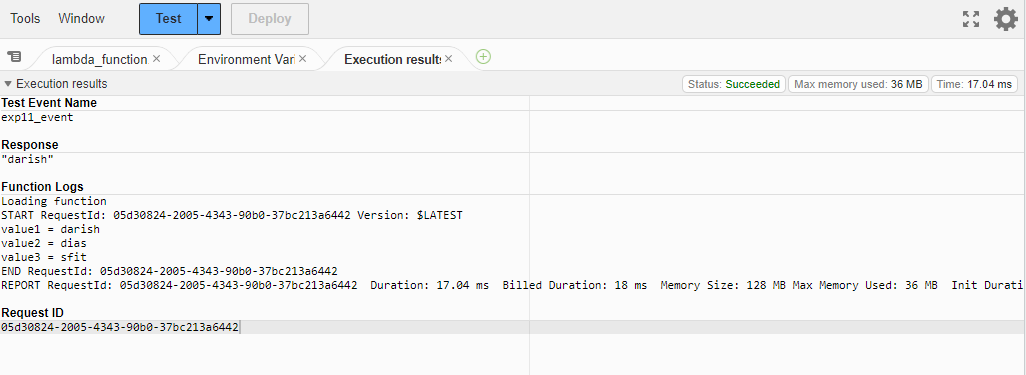 Tools Window Test Deploy
lambda_function Environment Vari Execution results
Execution results Status: Succeeded Max memory used: 36 MB Time: 17.04 ms
Test Event Name
exp11_event
Response
"darish"
Function Logs
Loading function
START RequestId: 05d30824-2005-4343-90b0-37bc213a6442 Version: $LATEST
value1 = darish
value2 = dias
value3 = sfit
END RequestId: 05d30824-2005-4343-90b0-37bc213a6442
REPORT RequestId: 05d30824-2005-4343-90b0-37bc213a6442 Duration: 17.04 ms Billed Duration: 18 ms Memory Size: 128 MB Max Memory Used: 36 MB Init Durati
Request ID
05d30824-2005-4343-90b0-37bc213a6442